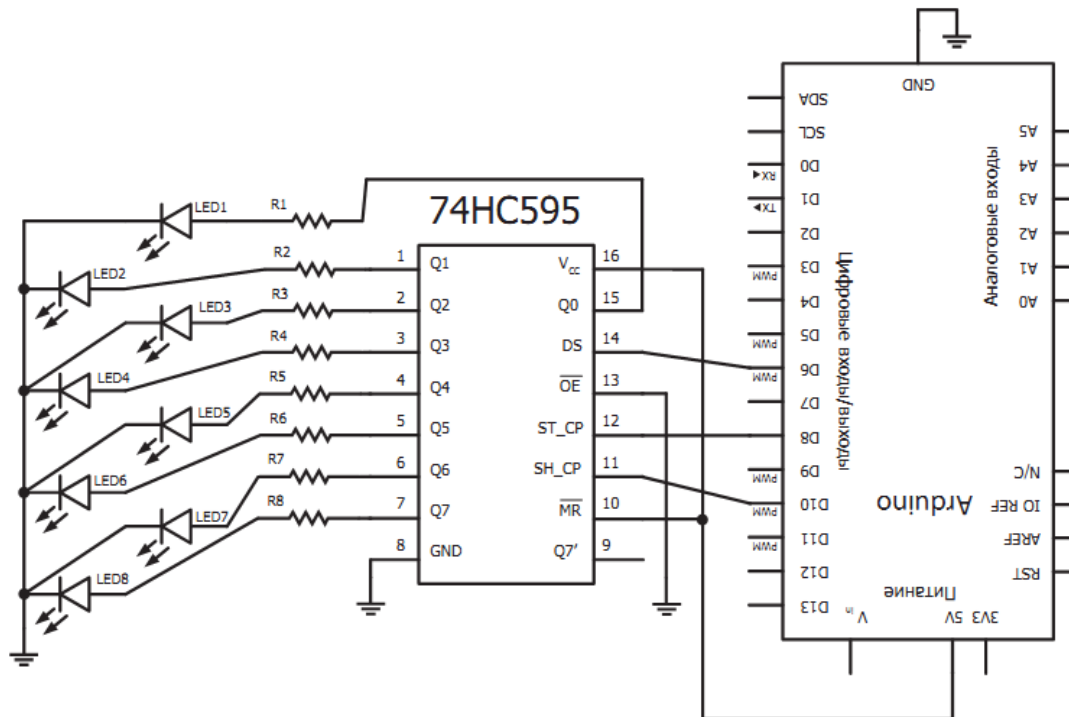 LED1
R1
LED2
R2
LED3
R3
LED4
R4
LED5
R5
LED6
R6
LED7
R7
LED8
R8
74HC595
1 Q1
2 Q2
3 Q3
4 Q4
5 Q5
6 Q6
7 Q7
8 GND
Vcc 16
Q0 15
DS 14
OE 13
ST_CP 12
SH_CP 11
MR 10
Q7' 9
GND
SDA
SCL
D0
RX
D1
TX
D2
D3
PWM
D4
D5
PWM
D6
PWM
D7
D8
D9
PWM
D10
PWM
D11
PWM
D12
D13
Цифровые входы/выходы
Arduino
Аналоговые входы
A5
A4
A3
A2
A1
A0
N/C
IO REF
AREF
RST
Питание
Vin
5V
3V3